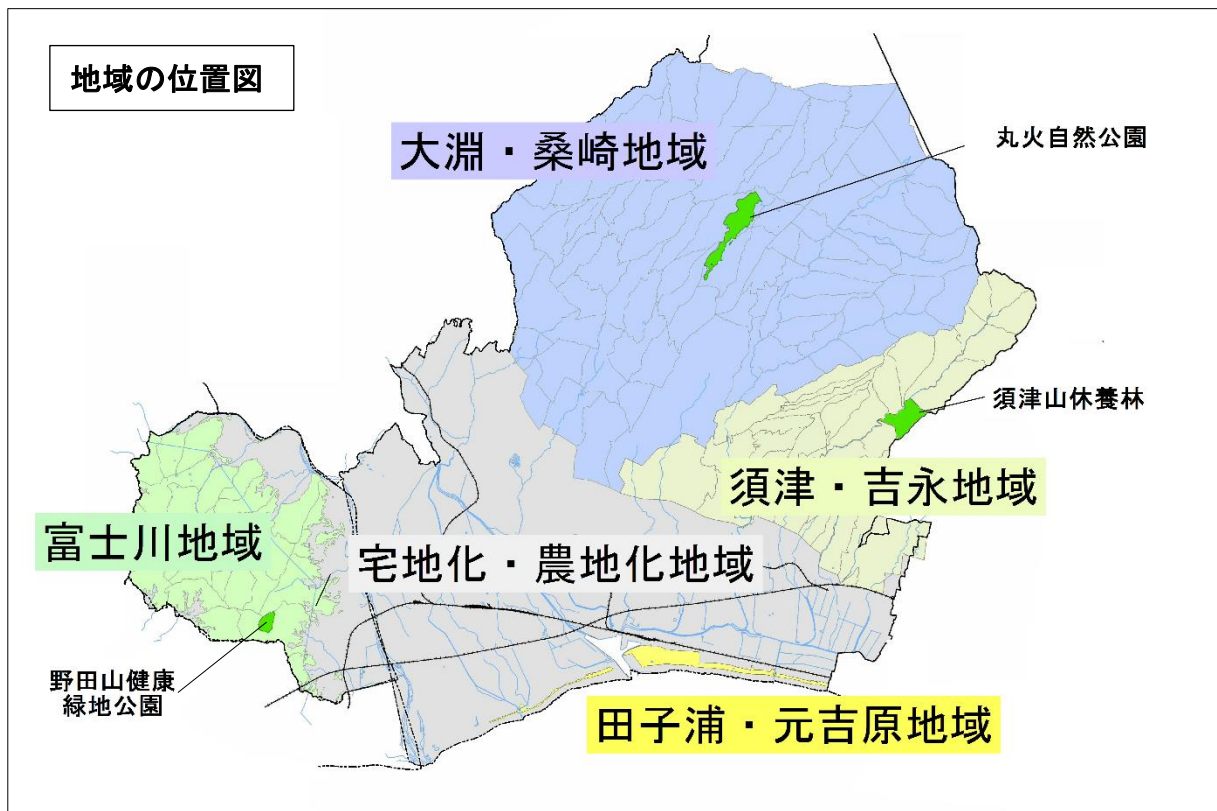 地域の位置図
大淵・桑崎地域
丸火自然公園
須津山休養林
須津・吉永地域
富士川地域
宅地化・農地化地域
野田山健康
緑地公園
田子浦・元吉原地域